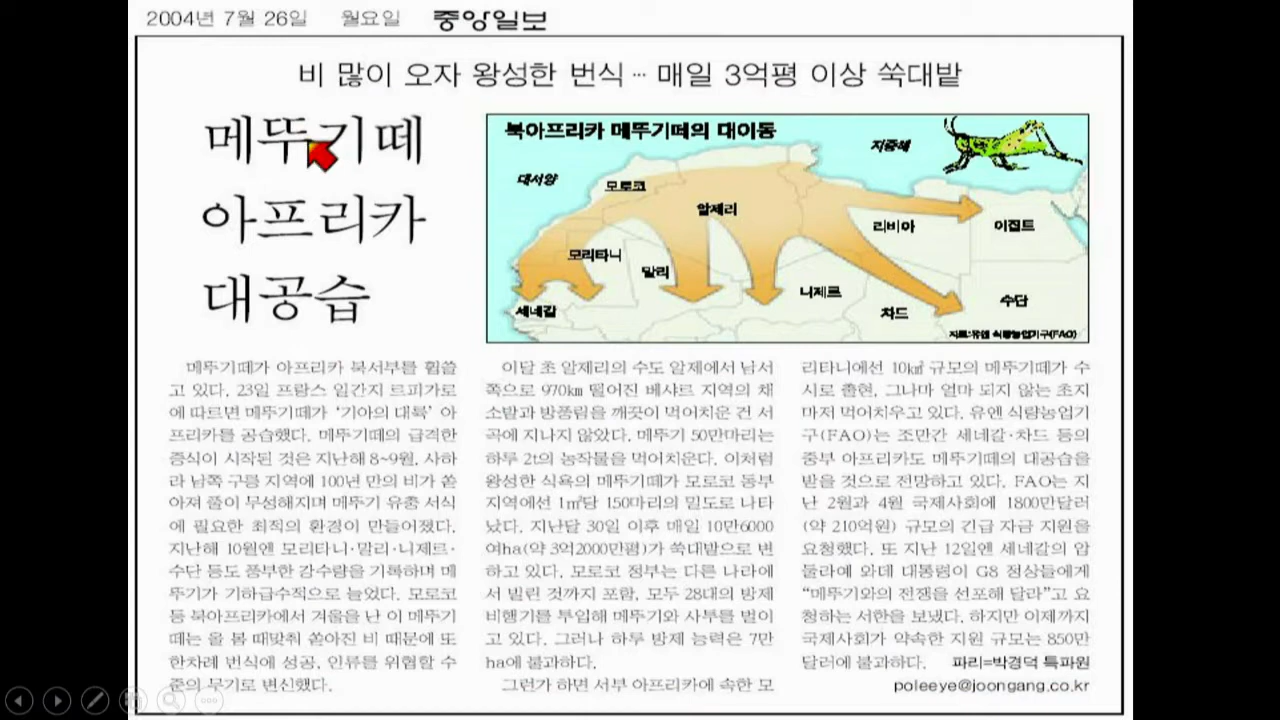 2004년 7월 26일 월요일 중앙일보
비 많이 오자 왕성한 번식… 매일 3억평 이상 쑥대밭
메뚜기떼
아프리카
대공습
북아프리카 메뚜기떼의 대이동
지중해
대서양
모로코
알제리
리비아
이집트
모리타니
말리
니제르
수단
세네갈
차드
자료:유엔 식량농업기구(FAO)
메뚜기떼가 아프리카 북서부를 휩쓸
고 있다. 23일 프랑스 일간지 르피가로
에 따르면 메뚜기떼가 ‘기아의 대륙’ 아
프리카를 공습했다. 메뚜기떼의 급격한
증식이 시작된 것은 지난해 8~9월. 사하
라 남쪽 구릉 지역에 100년 만의 비가 쏟
아져 풀이 무성해지며 메뚜기 유충 서식
에 필요한 최적의 환경이 만들어졌다.
지난해 10월엔 모리타니·말리·니제르·
수단 등도 풍부한 강수량을 기록하며 메
뚜기가 기하급수적으로 늘었다. 모로코
등 북아프리카에서 겨울을 난 이 메뚜기
떼는 올 봄 때맞춰 쏟아진 비 때문에 또
한차례 번식에 성공, 인류를 위협할 수
준의 무기로 변신했다.
이달 초 알제리의 수도 알제에서 남서
쪽으로 970㎞ 떨어진 베샤르 지역의 채
소밭과 방풍림을 깨끗이 먹어치운 건 서
곡에 지나지 않았다. 메뚜기 50만마리는
하루 2t의 농작물을 먹어치운다. 이처럼
왕성한 식욕의 메뚜기떼가 모로코 동부
지역에선 1㎡당 150마리의 밀도로 나타
났다. 지난달 30일 이후 매일 10만6000
여ha(약 3억2000만평)가 쑥대밭으로 변
하고 있다. 모로코 정부는 다른 나라에
서 빌린 것까지 포함, 모두 28대의 방제
비행기를 투입해 메뚜기와 사투를 벌이
고 있다. 그러나 하루 방제 능력은 7만
ha에 불과하다.
그런가 하면 서부 아프리카에 속한 모
리타니에선 10㎢ 규모의 메뚜기떼가 수
시로 출현, 그나마 얼마 되지 않는 초지
마저 먹어치우고 있다. 유엔 식량농업기
구(FAO)는 조만간 세네갈·차드 등의
중부 아프리카도 메뚜기떼의 대공습을
받을 것으로 전망하고 있다. FAO는 지
난 2월과 4월 국제사회에 1800만달러
(약 210억원) 규모의 긴급 자금 지원을
요청했다. 또 지난 12일엔 세네갈의 압
둘라예 와데 대통령이 G8 정상들에게
“메뚜기와의 전쟁을 선포해 달라”고 요
청하는 서한을 보냈다. 하지만 이제까지
국제사회가 약속한 지원 규모는 850만
달러에 불과하다. 파리=박경덕 특파원
poleeye@joongang.co.kr